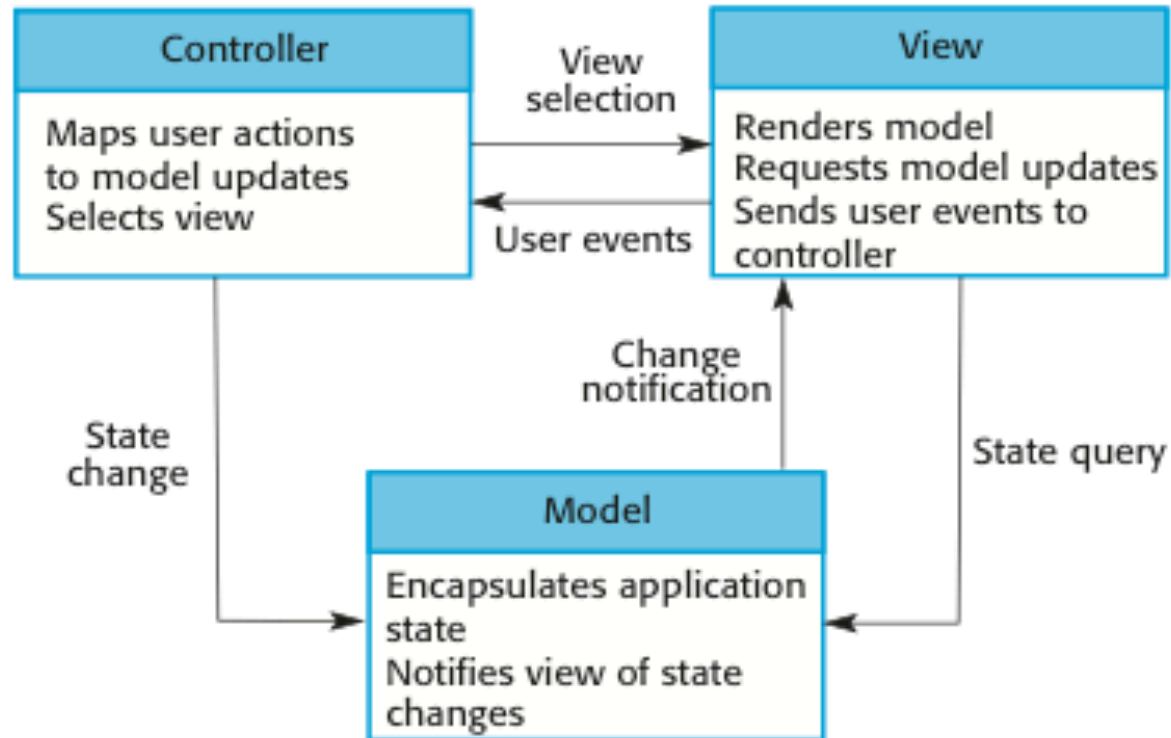 Controller
Maps user actions
to model updates
Selects view
View
selection
User events
View
Renders model
Requests model updates
Sends user events to
controller
State
change
Change
notification
State query
Model
Encapsulates application
state
Notifies view of state
changes